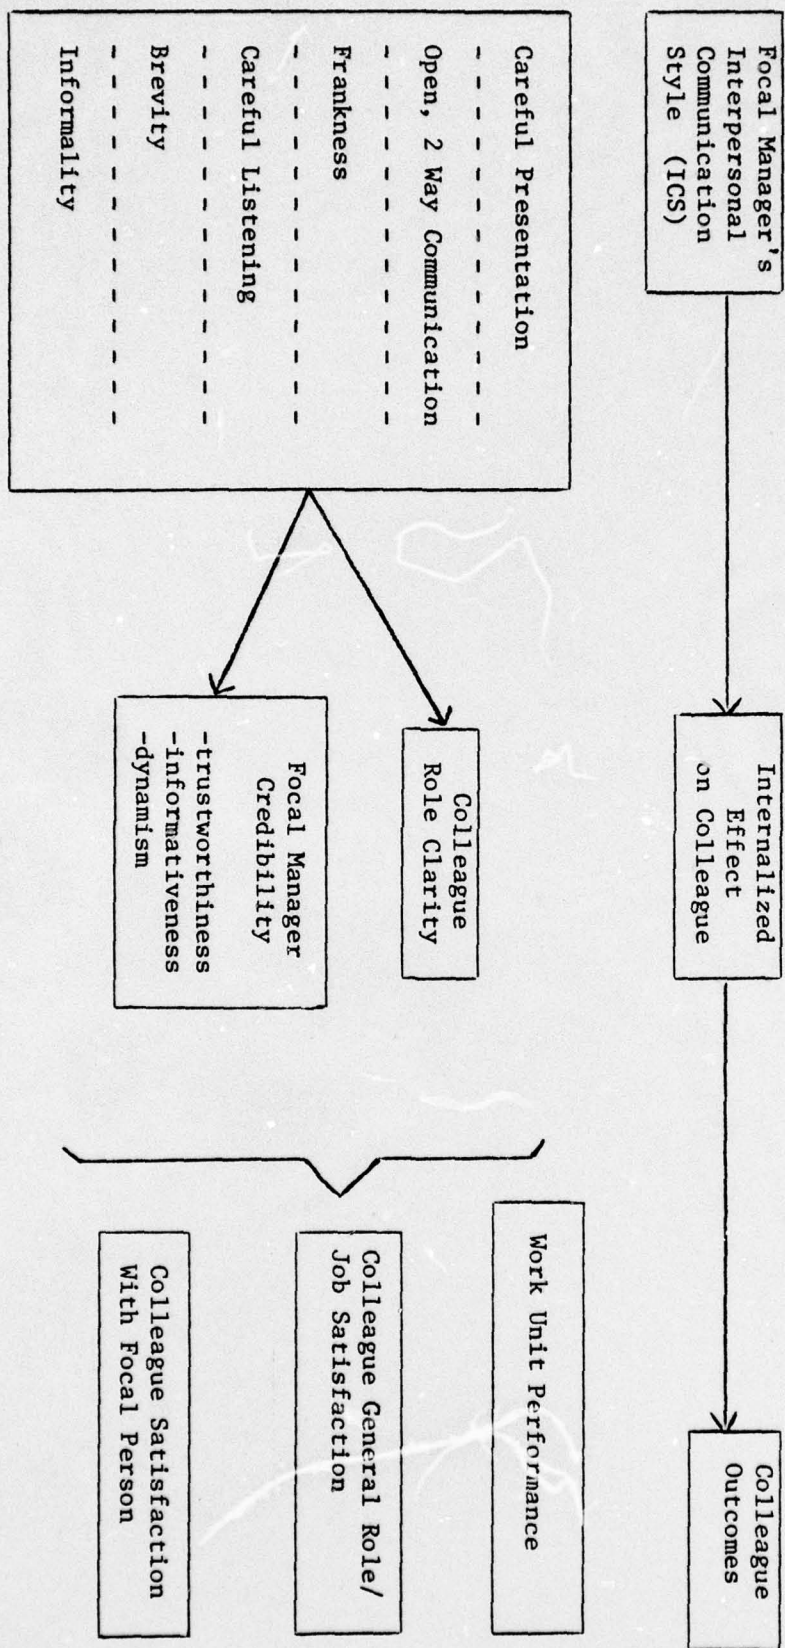 Focal Manager's
Interpersonal
Communication
Style (ICS)
Internalized
Effect
on Colleague
Colleague
Outcomes
Careful Presentation
Open, 2 Way Communication
Frankness
Careful Listening
Brevity
Informality
Colleague
Role Clarity
Focal Manager
Credibility
-trustworthiness
-informativeness
-dynamism
Work Unit Performance
Colleague General Role/
Job Satisfaction
Colleague Satisfaction
With Focal Person